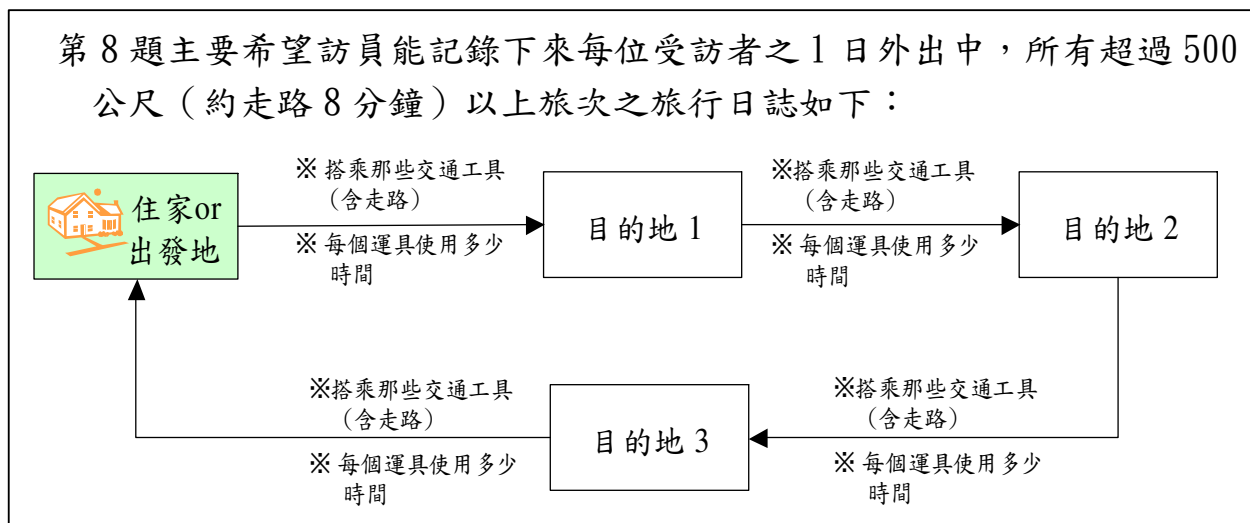 第 8 題主要希望訪員能記錄下來每位受訪者之 1 日外出中，所有超過 500
公尺（約走路 8 分鐘）以上旅次之旅行日誌如下：
住家or
出發地
※ 搭乘那些交通工具
(含走路)
※ 每個運具使用多少
時間
目的地 1
※搭乘那些交通工具
(含走路)
※ 每個運具使用多少
時間
目的地 2
※搭乘那些交通工具
(含走路)
※ 每個運具使用多少
時間
目的地 3
※搭乘那些交通工具
(含走路)
※ 每個運具使用多少
時間